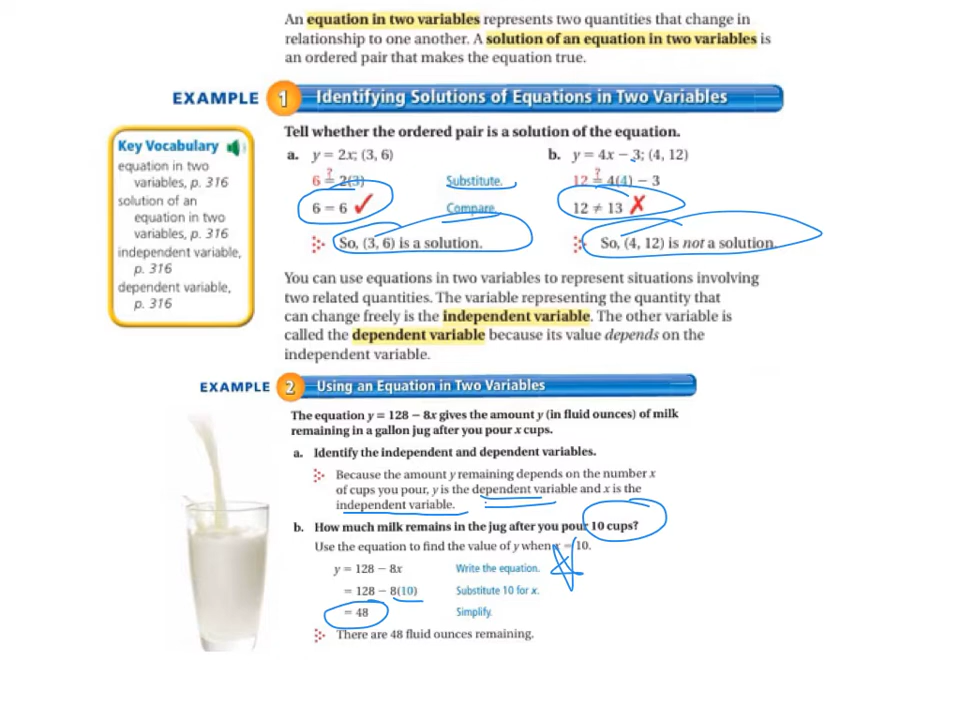 An equation in two variables represents two quantities that change in
relationship to one another. A solution of an equation in two variables is
an ordered pair that makes the equation true.
EXAMPLE 1 Identifying Solutions of Equations in Two Variables
Key Vocabulary
equation in two
variables, p. 316
solution of an
equation in two
variables, p. 316
independent variable,
p. 316
dependent variable,
p. 316
Tell whether the ordered pair is a solution of the equation.
a. y = 2x; (3, 6)
b. y = 4x − 3; (4, 12)
6 ≟ 2(3)
Substitute.
12 ≟ 4(4) − 3
6 = 6 ✓
Compare.
12 ≠ 13 ✗
So, (3, 6) is a solution.
So, (4, 12) is not a solution.
You can use equations in two variables to represent situations involving
two related quantities. The variable representing the quantity that
can change freely is the independent variable. The other variable is
called the dependent variable because its value depends on the
independent variable.
EXAMPLE 2 Using an Equation in Two Variables
The equation y = 128 − 8x gives the amount y (in fluid ounces) of milk
remaining in a gallon jug after you pour x cups.
a. Identify the independent and dependent variables.
Because the amount y remaining depends on the number x
of cups you pour, y is the dependent variable and x is the
independent variable.
b. How much milk remains in the jug after you pour 10 cups?
Use the equation to find the value of y when x = 10.
y = 128 − 8x
Write the equation.
= 128 − 8(10)
Substitute 10 for x.
= 48
Simplify.
There are 48 fluid ounces remaining.